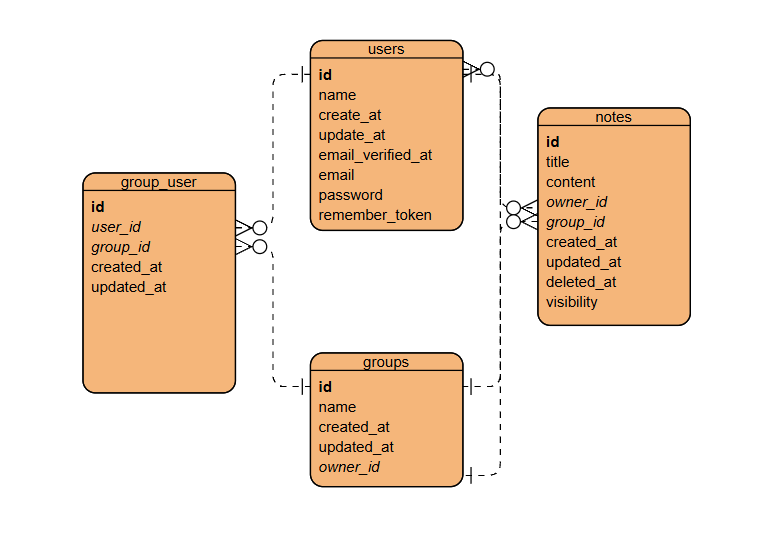 users
id
name
create_at
update_at
email_verified_at
email
password
remember_token
notes
id
title
content
owner_id
group_id
created_at
updated_at
deleted_at
visibility
group_user
id
user_id
group_id
created_at
updated_at
groups
id
name
created_at
updated_at
owner_id